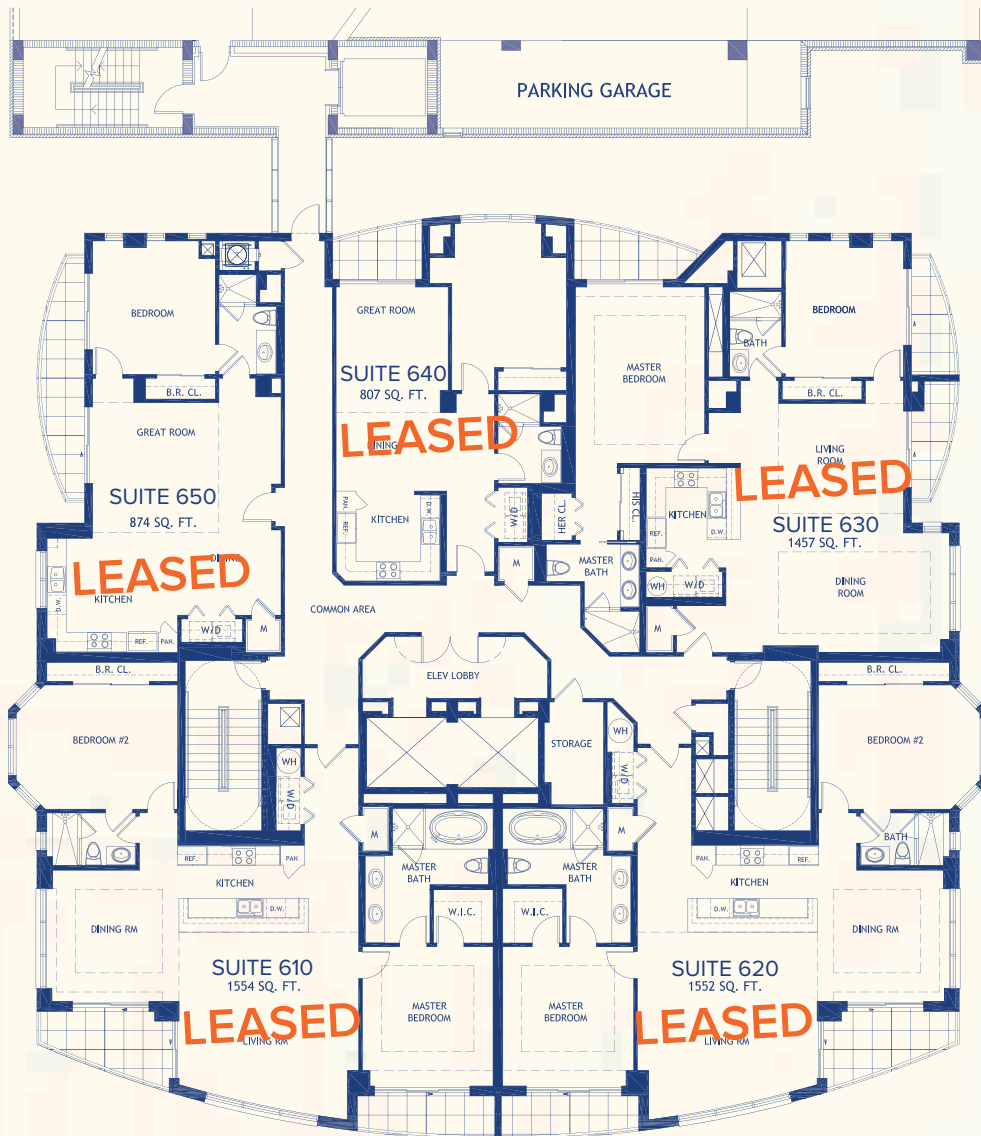 PARKING GARAGE
BEDROOM
B.R. CL.
GREAT ROOM
SUITE 650
874 SQ. FT.
DINING
LEASED
KITCHEN
D.W.
REF.
PAN.
W/D
M
GREAT ROOM
SUITE 640
807 SQ. FT.
DINING
LEASED
PAN.
REF.
KITCHEN
D.W.
W/D
M
MASTER
BEDROOM
HER CL.
HIS CL.
MASTER
BATH
BATH
BEDROOM
B.R. CL.
LIVING
ROOM
LEASED
SUITE 630
1457 SQ. FT.
KITCHEN
D.W.
REF.
PAN.
WH
W/D
M
DINING
ROOM
COMMON AREA
ELEV LOBBY
STORAGE
B.R. CL.
BEDROOM #2
WH
W/D
M
REF.
PAN
KITCHEN
D.W.
DINING RM
MASTER
BATH
W.I.C.
SUITE 610
1554 SQ. FT.
LEASED
LIVING RM
MASTER
BEDROOM
B.R. CL.
BEDROOM #2
BATH
WH
W/D
M
MASTER
BATH
W.I.C.
PAN.
REF.
KITCHEN
D.W.
DINING RM
SUITE 620
1552 SQ. FT.
LEASED
LIVING RM
MASTER
BEDROOM